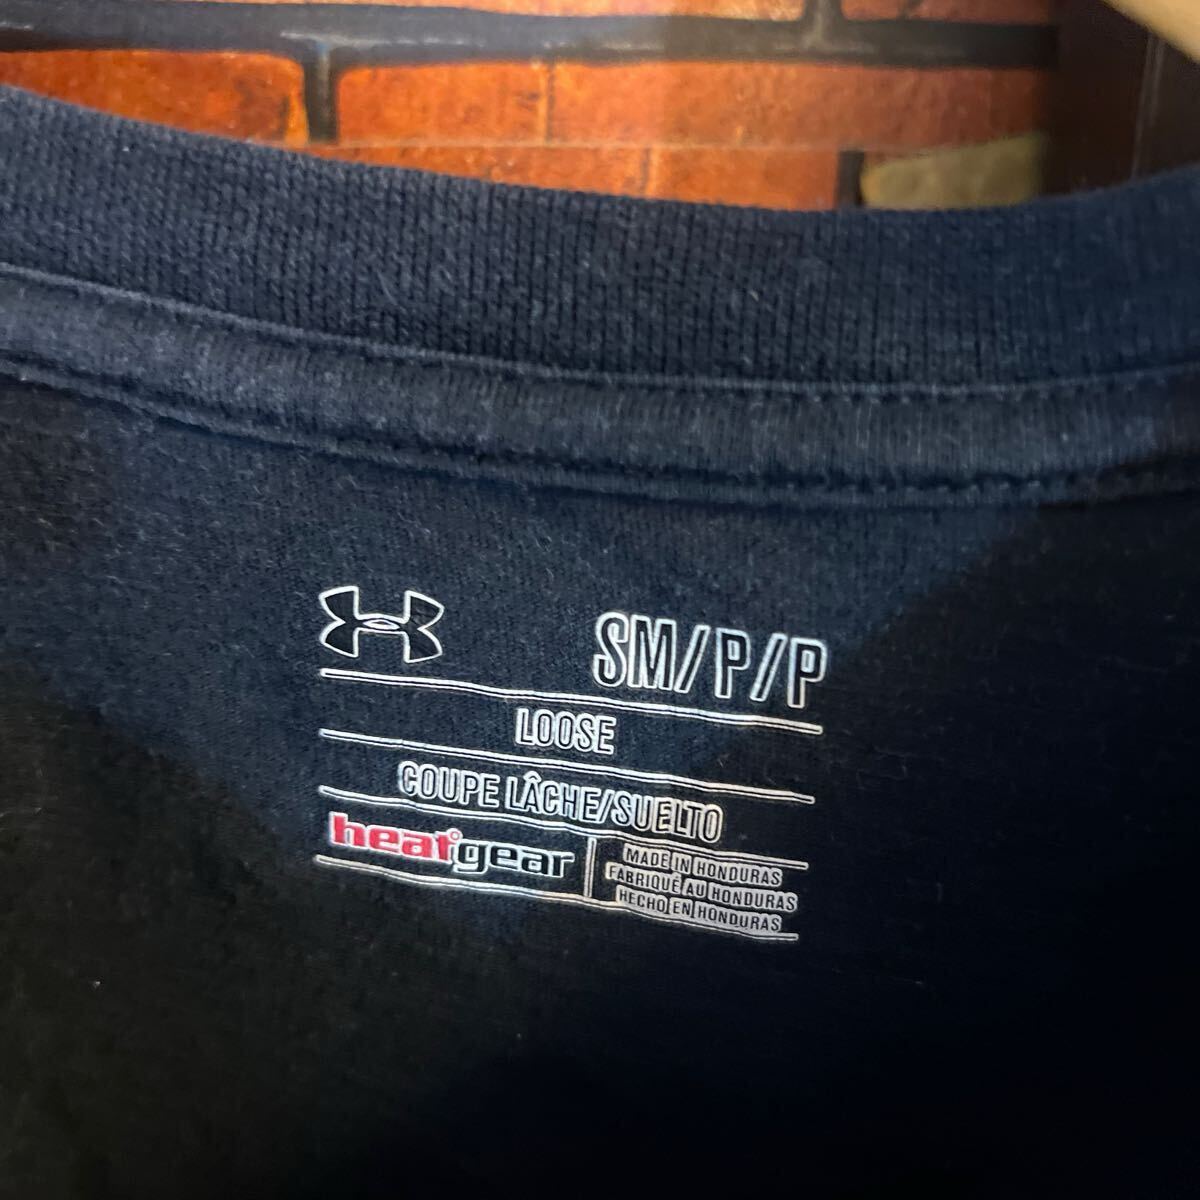 SM/P/P
LOOSE
COUPE LÂCHE/SUELTO
heatgear
MADE IN HONDURAS
FABRIQUÉ AU HONDURAS
HECHO EN HONDURAS